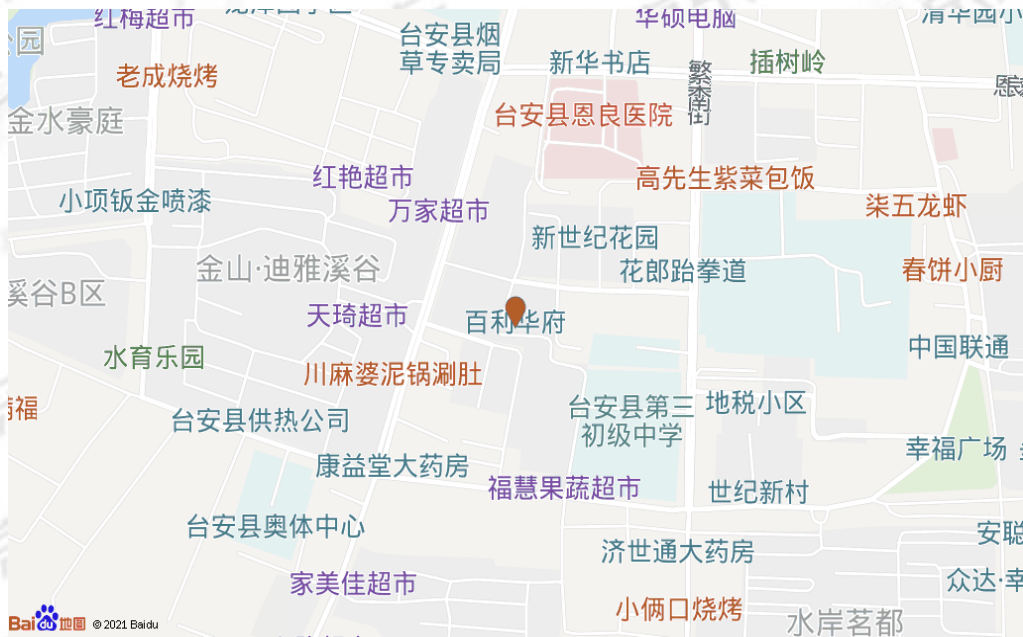 红梅超市
华硕电脑
公园
台安县烟
草专卖局
新华书店
插树岭
繁荣南街
老成烧烤
台安县恩良医院
金水豪庭
红艳超市
高先生紫菜包饭
小项钣金喷漆
万家超市
柒五龙虾
新世纪花园
金山·迪雅溪谷
花郎跆拳道
春饼小厨
溪谷B区
天琦超市
百利华府
中国联通
水育乐园
川麻婆泥锅涮肚
满福
台安县第三
初级中学
地税小区
台安县供热公司
幸福广场
康益堂大药房
福慧果蔬超市
世纪新村
台安县奥体中心
安聪
济世通大药房
家美佳超市
众达·幸
小俩口烧烤
水岸茗都
Bai du 地图 © 2021 Baidu